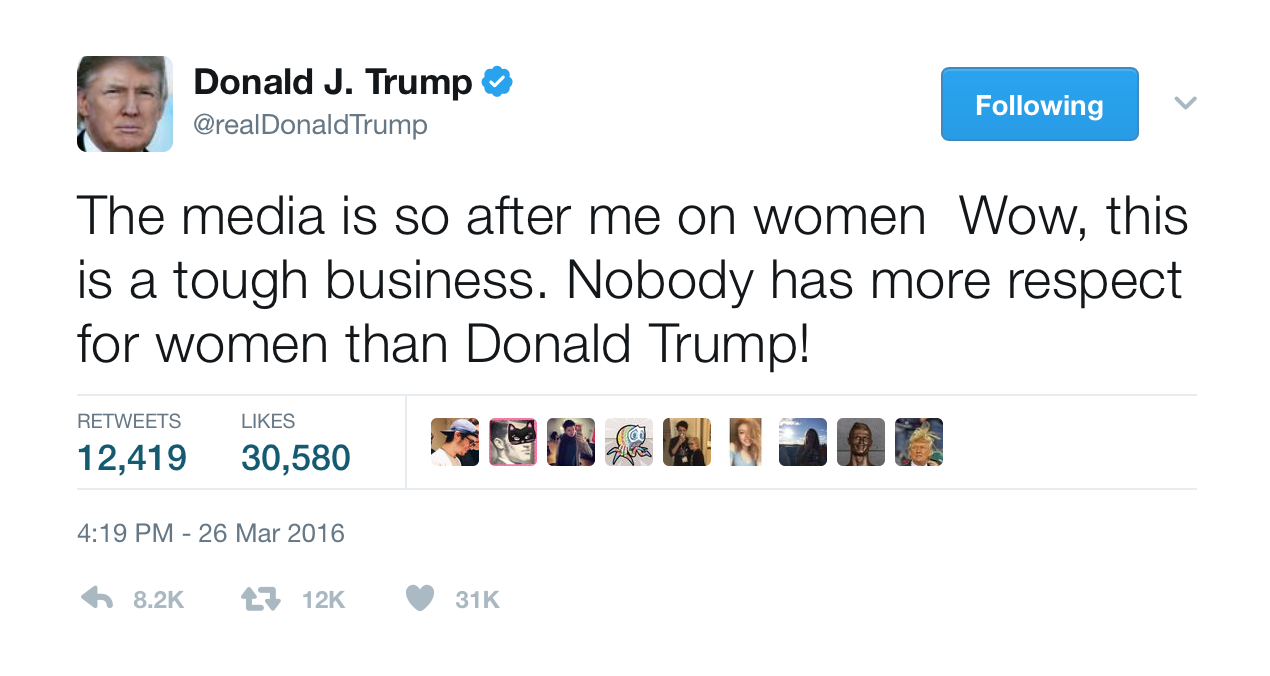 Donald J. Trump
@realDonaldTrump
Following
The media is so after me on women  Wow, this
is a tough business. Nobody has more respect
for women than Donald Trump!
RETWEETS LIKES
12,419 30,580
4:19 PM - 26 Mar 2016
8.2K 12K 31K